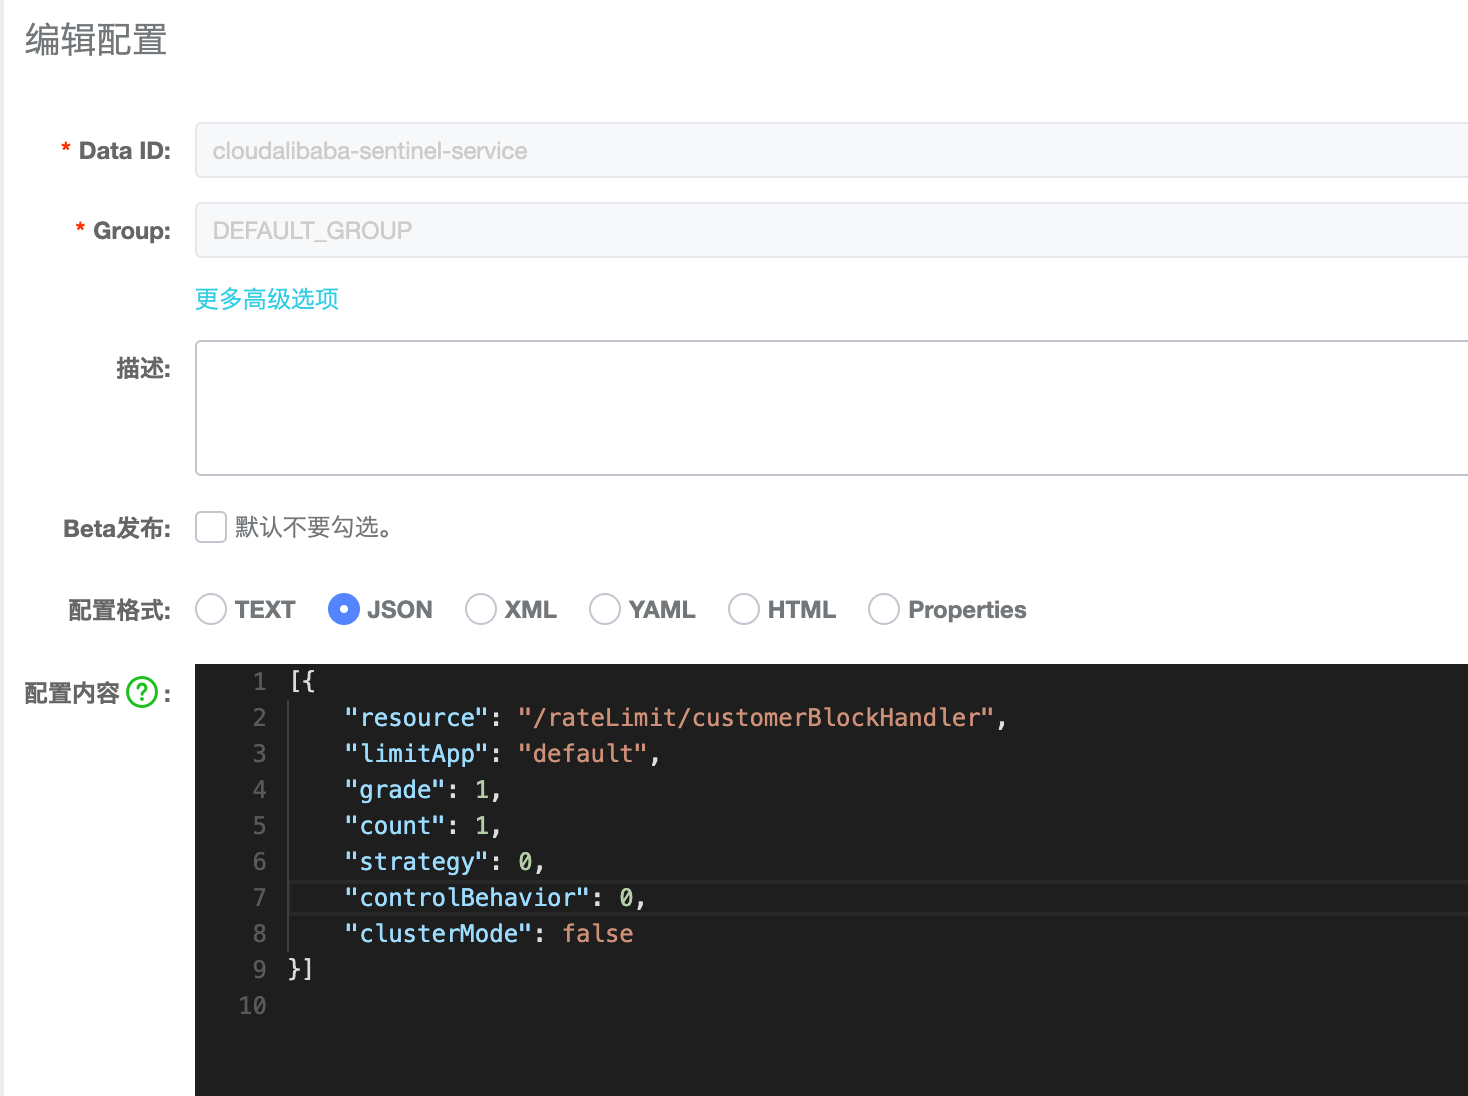 编辑配置
* Data ID: cloudalibaba-sentinel-service
* Group: DEFAULT_GROUP
更多高级选项
描述:
Beta发布: 默认不要勾选。
配置格式: TEXT JSON XML YAML HTML Properties
配置内容 ? :
1 [{
2 "resource": "/rateLimit/customerBlockHandler",
3 "limitApp": "default",
4 "grade": 1,
5 "count": 1,
6 "strategy": 0,
7 "controlBehavior": 0,
8 "clusterMode": false
9 }]
10